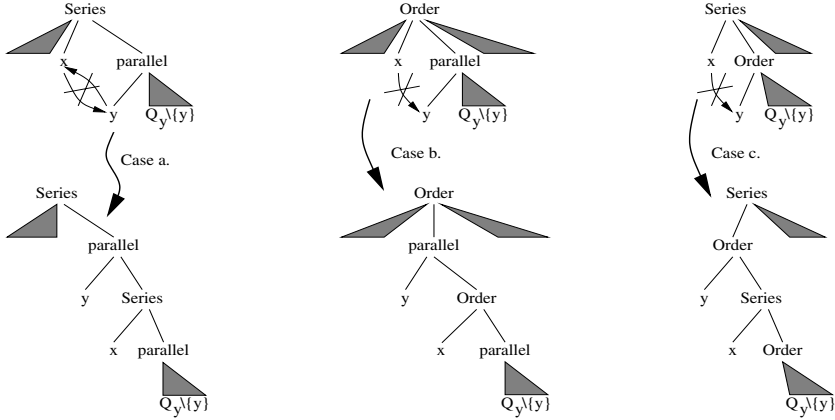 Series Order Series
x parallel x parallel x Order
y Q_y\{y} y Q_y\{y} y Q_y\{y}
Case a. Case b. Case c.
Series Order Series
parallel parallel Order
y Series y Order y Series
x parallel x parallel x Order
Q_y\{y} Q_y\{y} Q_y\{y}